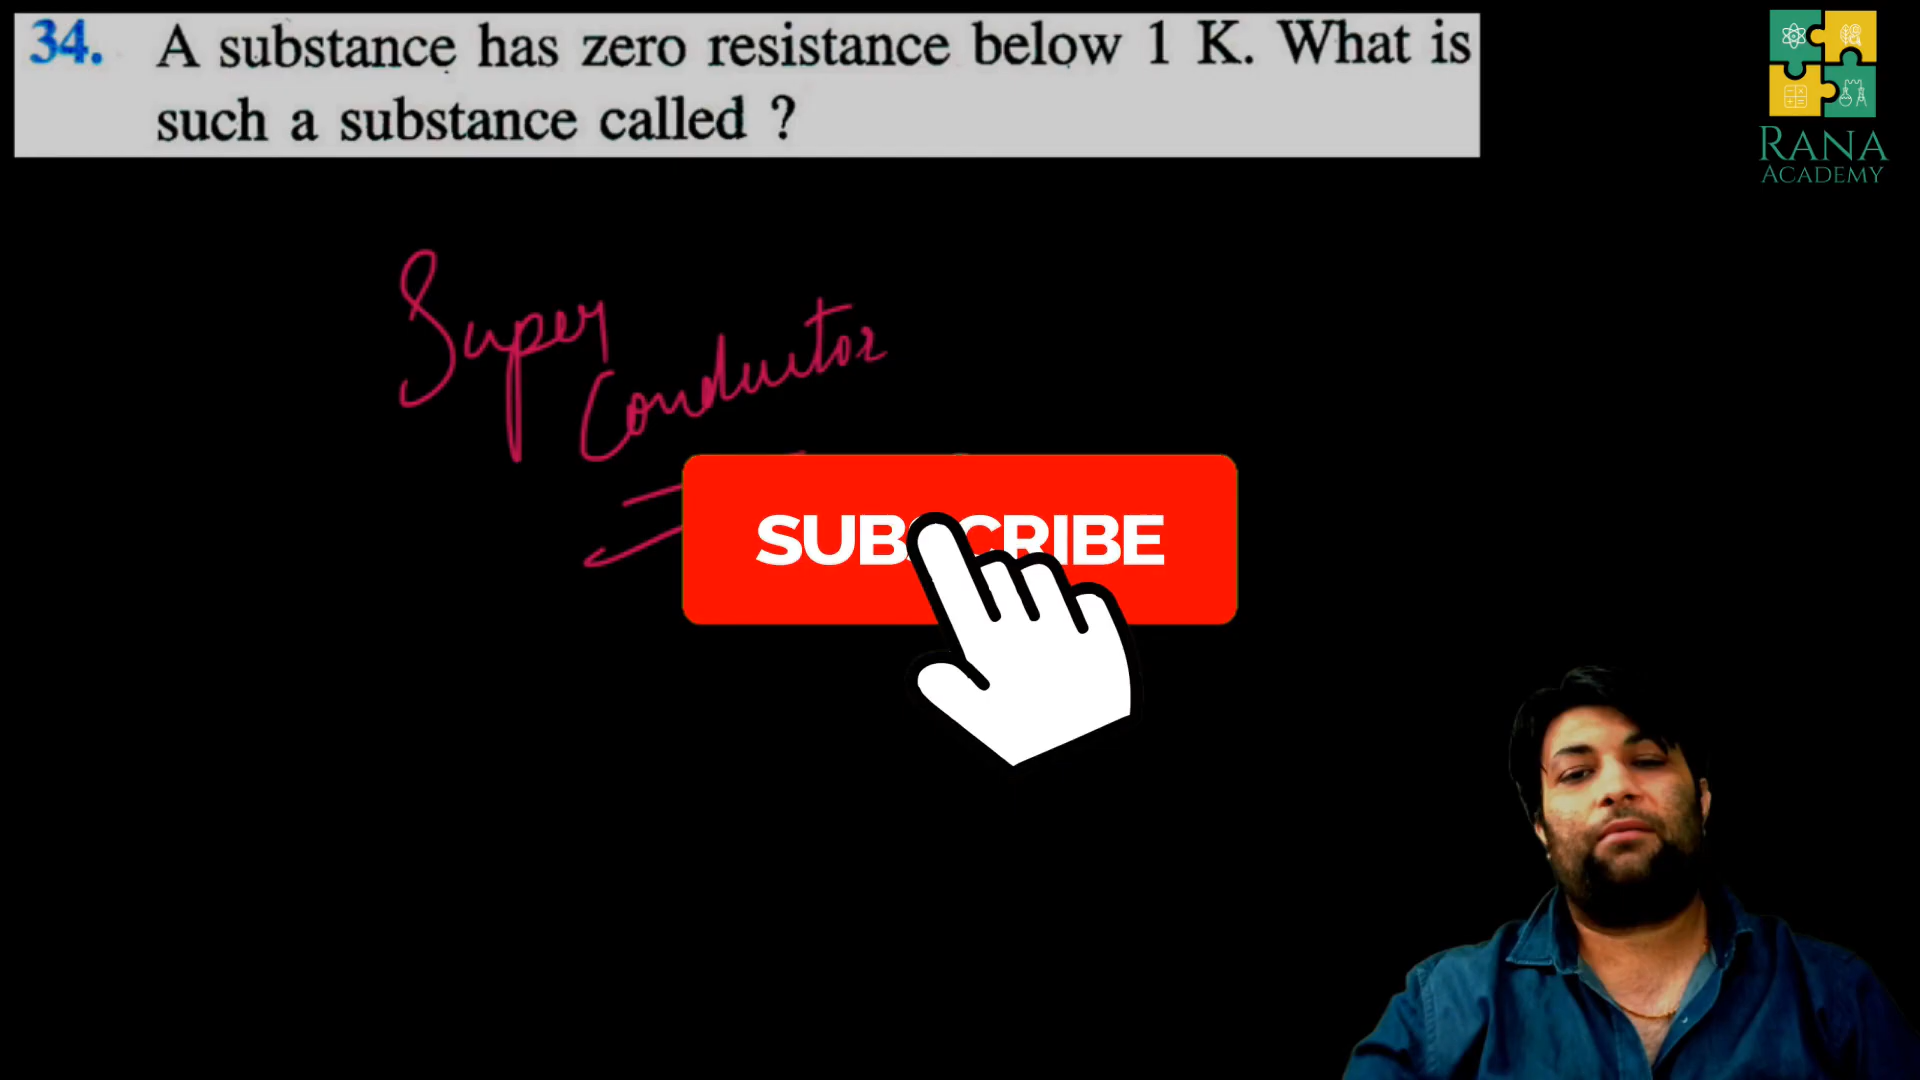 34. A substance has zero resistance below 1 K. What is
such a substance called ?
RANA
ACADEMY
Super
Conductor
SUBSCRIBE